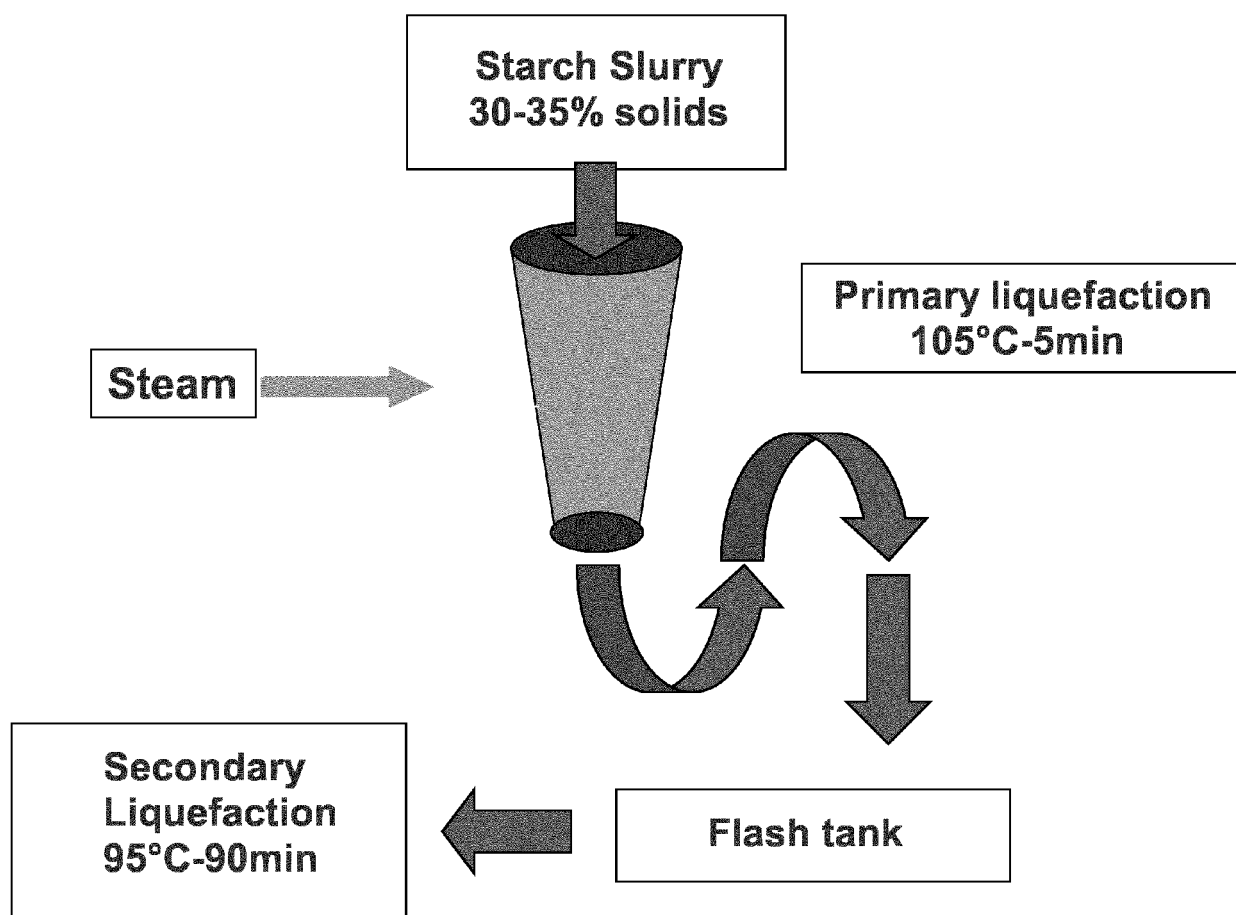 Starch Slurry
30-35% solids
Primary liquefaction
105°C-5min
Steam
Secondary
Liquefaction
95°C-90min
Flash tank